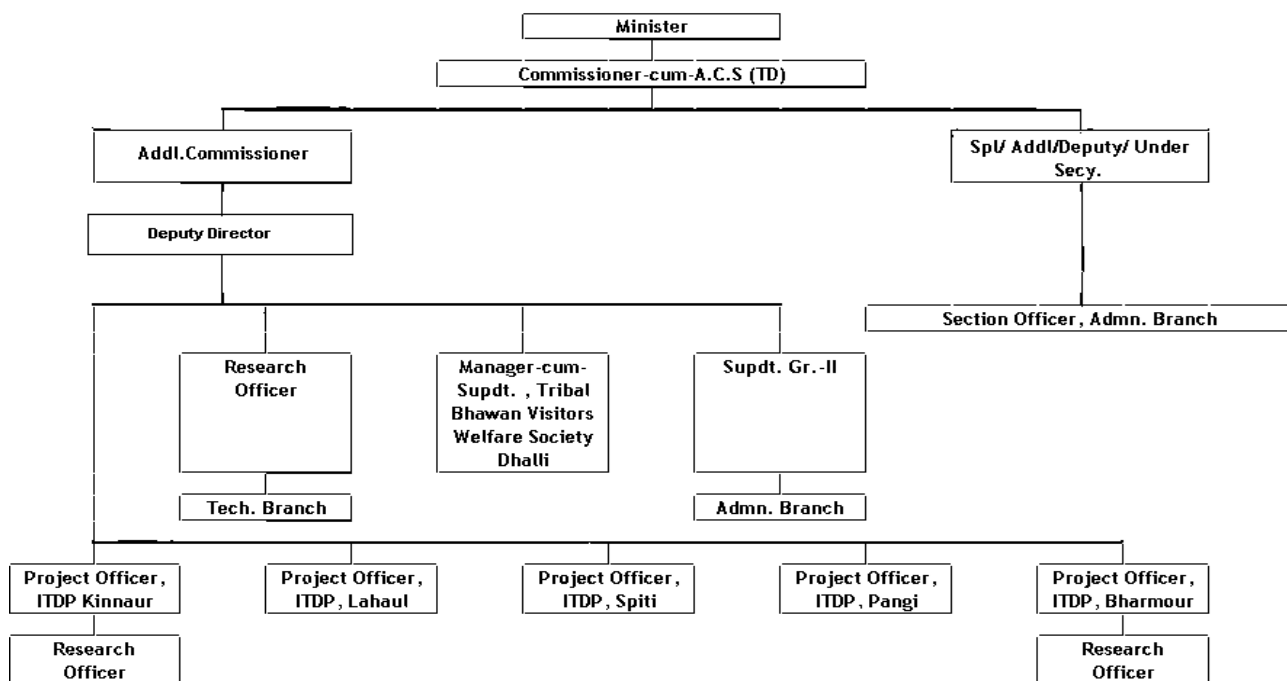 Minister
Commissioner-cum-A.C.S (TD)
Addl.Commissioner
Spl/ Addl/Deputy/ Under
Secy.
Deputy Director
Section Officer, Admn. Branch
Research
Officer
Manager-cum-
Supdt. , Tribal
Bhawan Visitors
Welfare Society
Dhalli
Supdt. Gr.-II
Tech. Branch
Admn. Branch
Project Officer,
ITDP Kinnaur
Project Officer,
ITDP, Lahaul
Project Officer,
ITDP, Spiti
Project Officer,
ITDP, Pangi
Project Officer,
ITDP, Bharmour
Research
Officer
Research
Officer